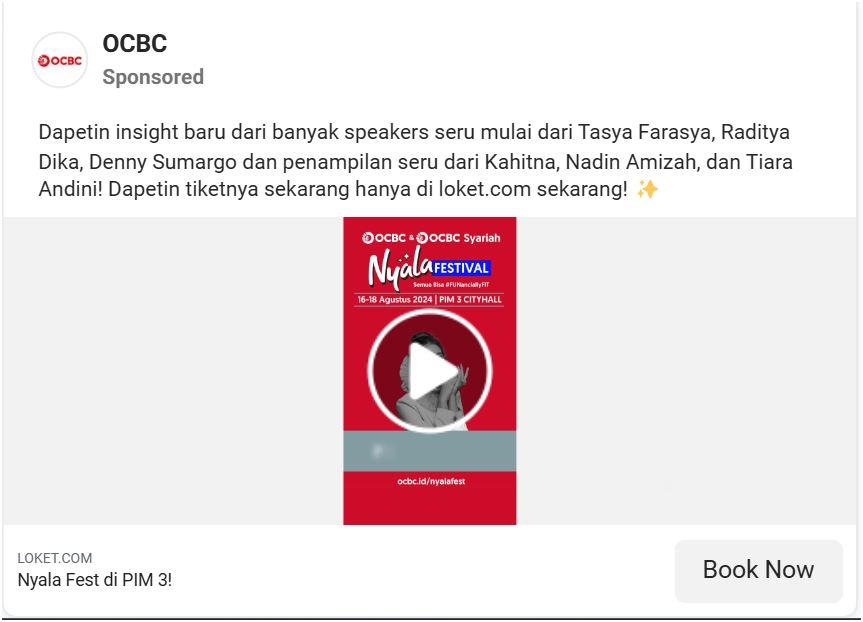 OCBC
OCBC
Sponsored
Dapetin insight baru dari banyak speakers seru mulai dari Tasya Farasya, Raditya
Dika, Denny Sumargo dan penampilan seru dari Kahitna, Nadin Amizah, dan Tiara
Andini! Dapetin tiketnya sekarang hanya di loket.com sekarang! ✨
OCBC & OCBC Syariah
Nyala FESTIVAL
Semua Bisa #FUNanciallyFIT
16-18 Agustus 2024 | PIM 3 CITYHALL
ocbc.id/nyalafest
LOKET.COM
Nyala Fest di PIM 3!
Book Now